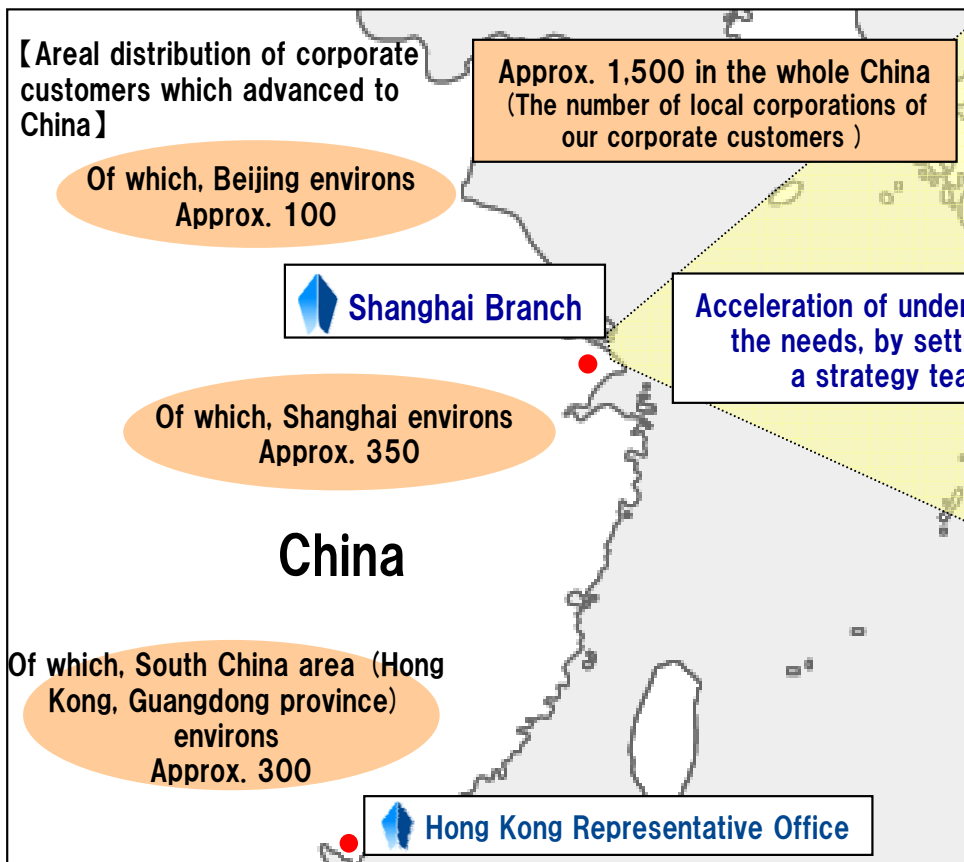 【Areal distribution of corporate
customers which advanced to
China】
Approx. 1,500 in the whole China
(The number of local corporations of
our corporate customers )
Of which, Beijing environs
Approx. 100
Shanghai Branch
Acceleration of under
the needs, by sett
a strategy tea
Of which, Shanghai environs
Approx. 350
China
Of which, South China area (Hong
Kong, Guangdong province)
environs
Approx. 300
Hong Kong Representative Office